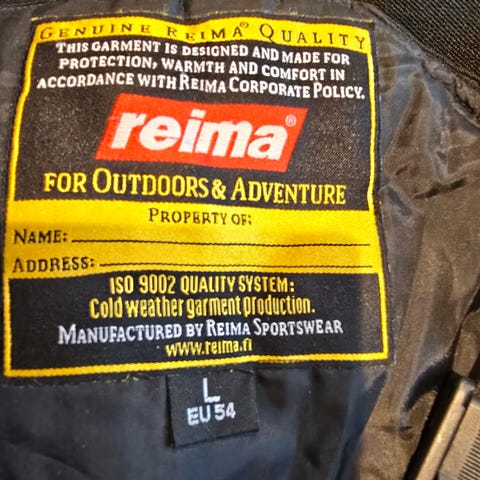 GENUINE REIMA® QUALITY
THIS GARMENT IS DESIGNED AND MADE FOR
PROTECTION, WARMTH AND COMFORT IN
ACCORDANCE WITH REIMA CORPORATE POLICY.
reima®
FOR OUTDOORS & ADVENTURE
PROPERTY OF:
NAME:
ADDRESS:
ISO 9002 QUALITY SYSTEM:
Cold weather garment production.
MANUFACTURED BY REIMA SPORTSWEAR
www.reima.fi
L
EU 54